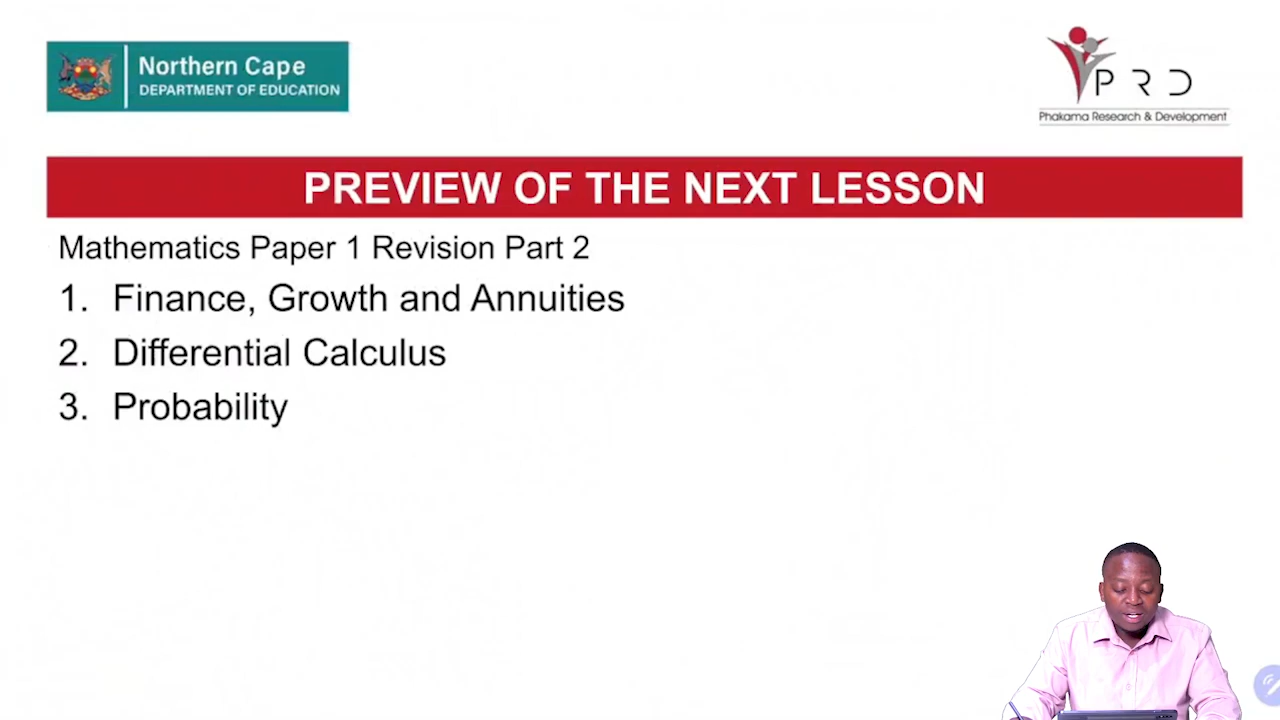 Northern Cape
DEPARTMENT OF EDUCATION
PRD
Phakama Research & Development
PREVIEW OF THE NEXT LESSON
Mathematics Paper 1 Revision Part 2
1. Finance, Growth and Annuities
2. Differential Calculus
3. Probability